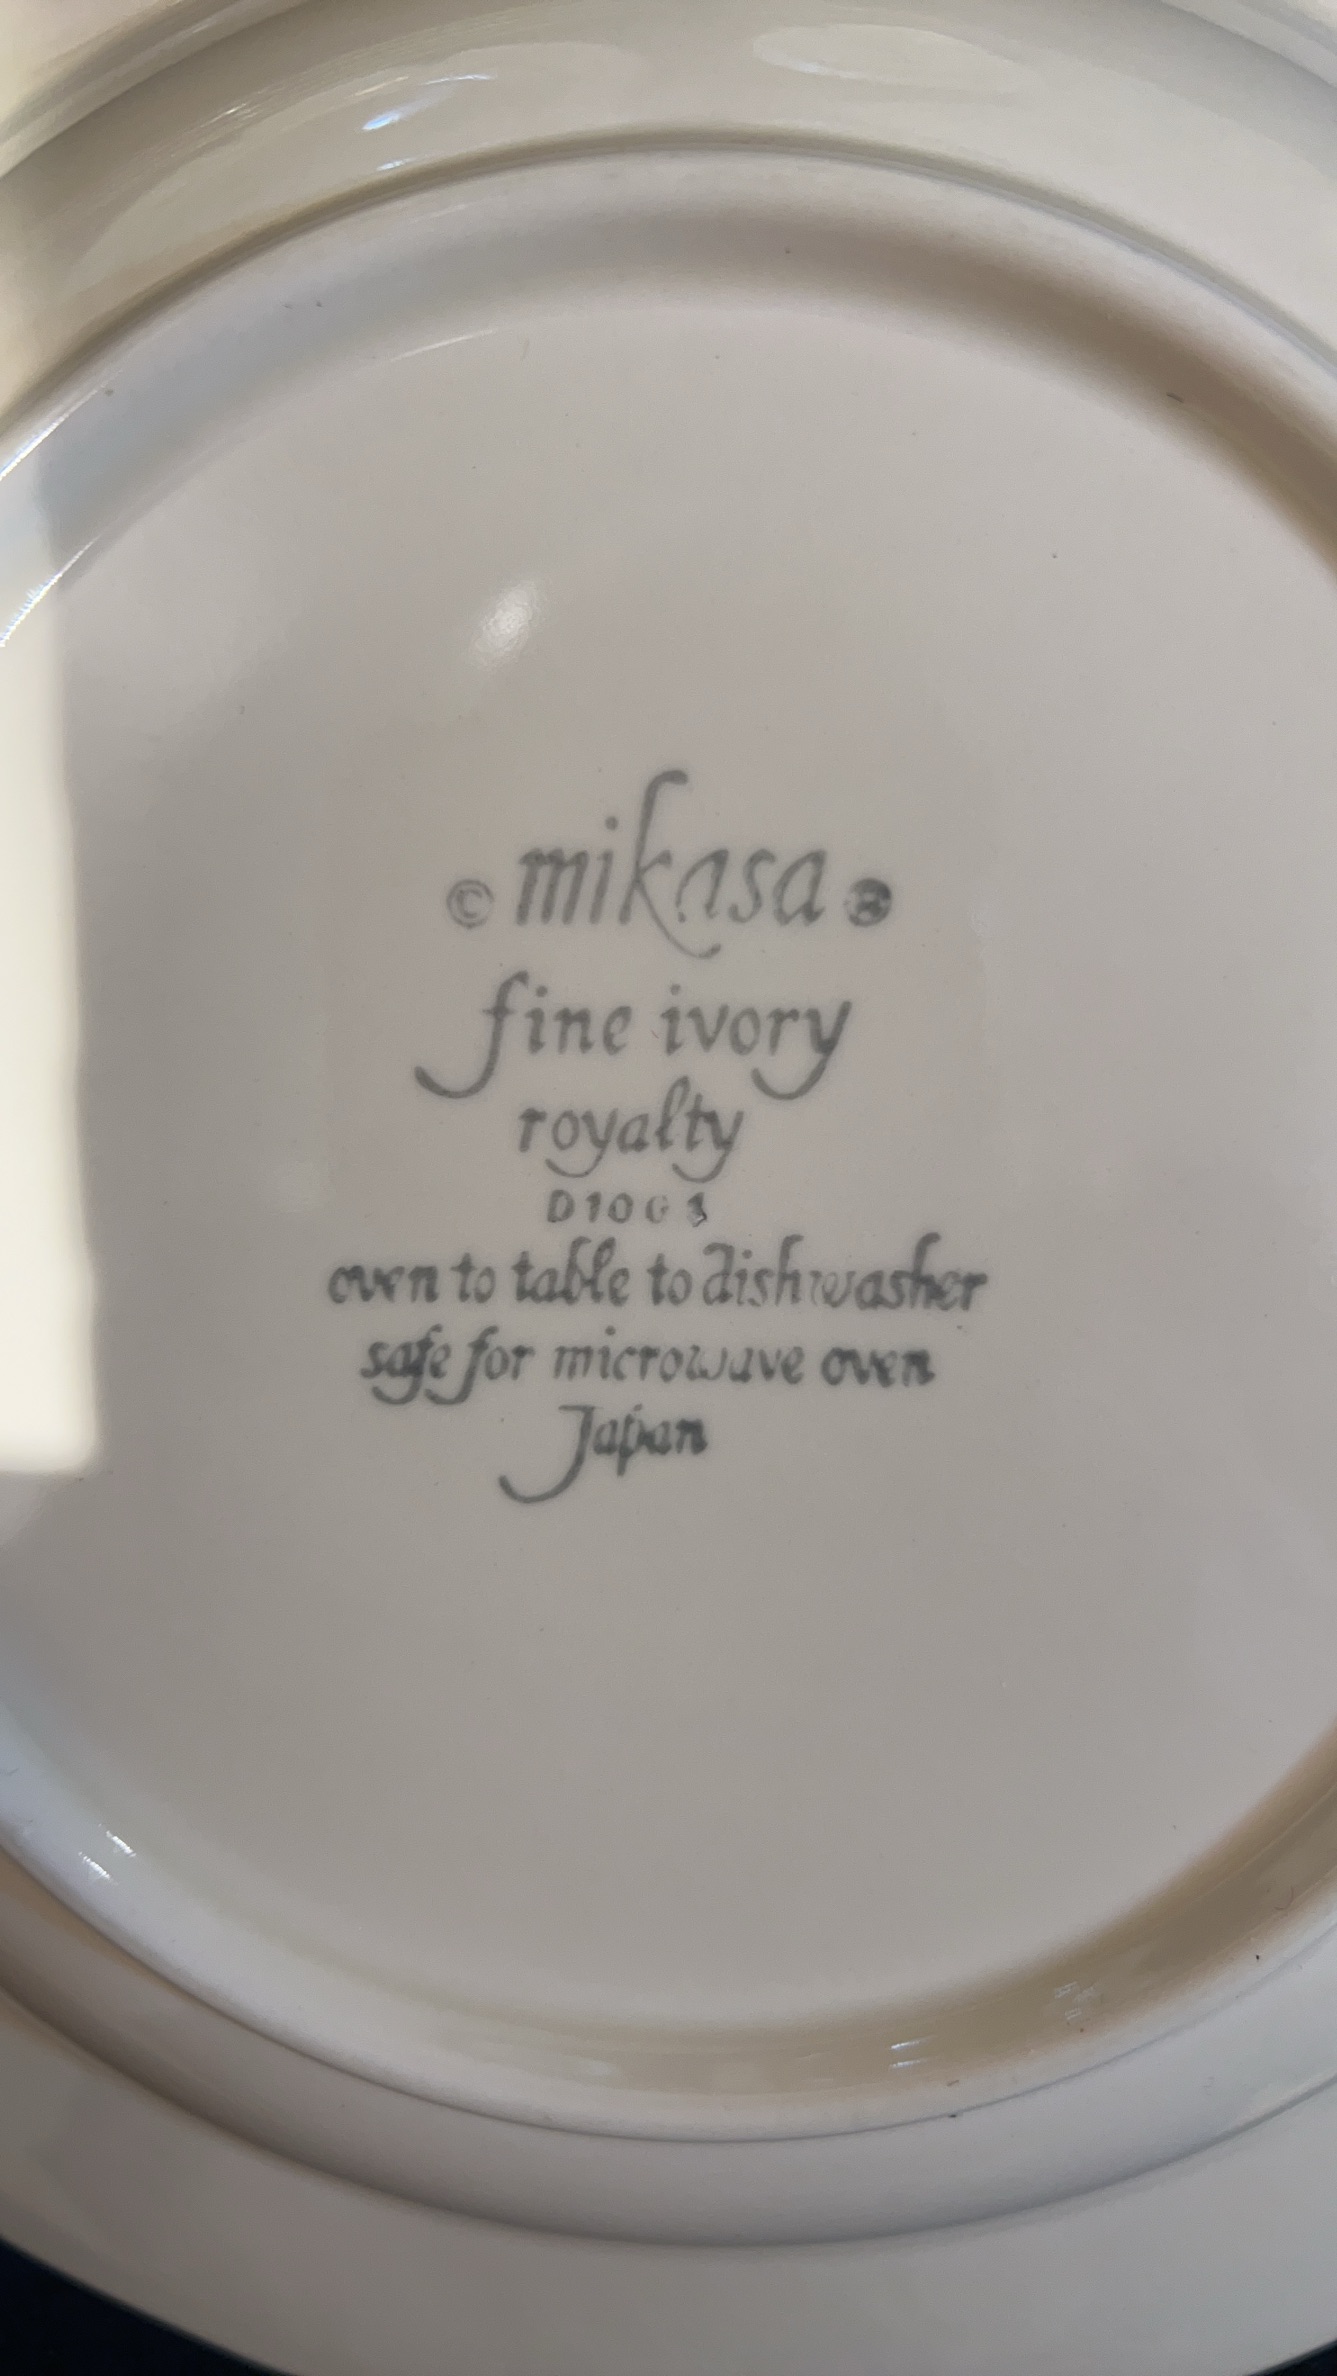 © mikasa ®
fine ivory
royalty
oven to table to dishwasher
safe for microwave oven
Japan